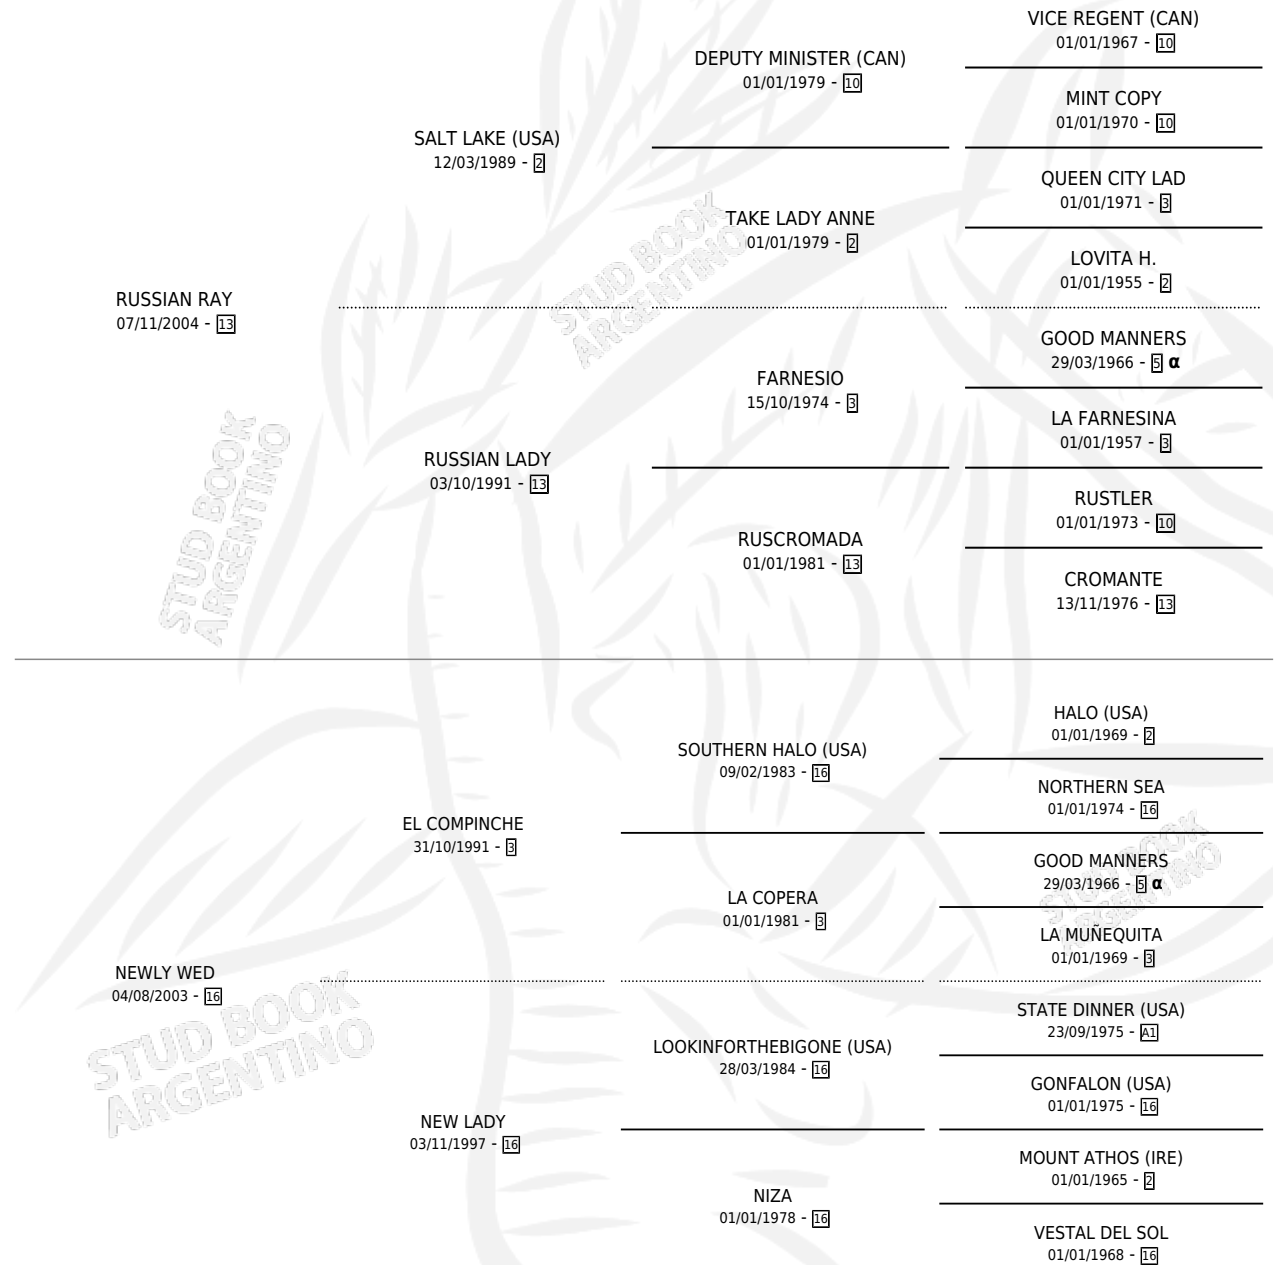 VICE REGENT (CAN)
01/01/1967 - 10
DEPUTY MINISTER (CAN)
01/01/1979 - 10
MINT COPY
01/01/1970 - 10
SALT LAKE (USA)
12/03/1989 - 2
QUEEN CITY LAD
01/01/1971 - 3
TAKE LADY ANNE
01/01/1979 - 2
LOVITA H.
01/01/1955 - 2
RUSSIAN RAY
07/11/2004 - 13
GOOD MANNERS
29/03/1966 - 5 α
FARNESIO
15/10/1974 - 3
LA FARNESINA
01/01/1957 - 3
RUSSIAN LADY
03/10/1991 - 13
RUSTLER
01/01/1973 - 10
RUSCROMADA
01/01/1981 - 13
CROMANTE
13/11/1976 - 13
HALO (USA)
01/01/1969 - 2
SOUTHERN HALO (USA)
09/02/1983 - 16
NORTHERN SEA
01/01/1974 - 16
EL COMPINCHE
31/10/1991 - 3
GOOD MANNERS
29/03/1966 - 5 α
LA COPERA
01/01/1981 - 3
LA MUÑEQUITA
01/01/1969 - 3
NEWLY WED
04/08/2003 - 16
STATE DINNER (USA)
23/09/1975 - A1
LOOKINFORTHEBIGONE (USA)
28/03/1984 - 16
GONFALON (USA)
01/01/1975 - 16
NEW LADY
03/11/1997 - 16
MOUNT ATHOS (IRE)
01/01/1965 - 2
NIZA
01/01/1978 - 16
VESTAL DEL SOL
01/01/1968 - 16
STUD BOOK
ARGENTINO
STUD BOOK
ARGENTINO
STUD BOOK
ARGENTINO
STUD BOOK
ARGENTINO